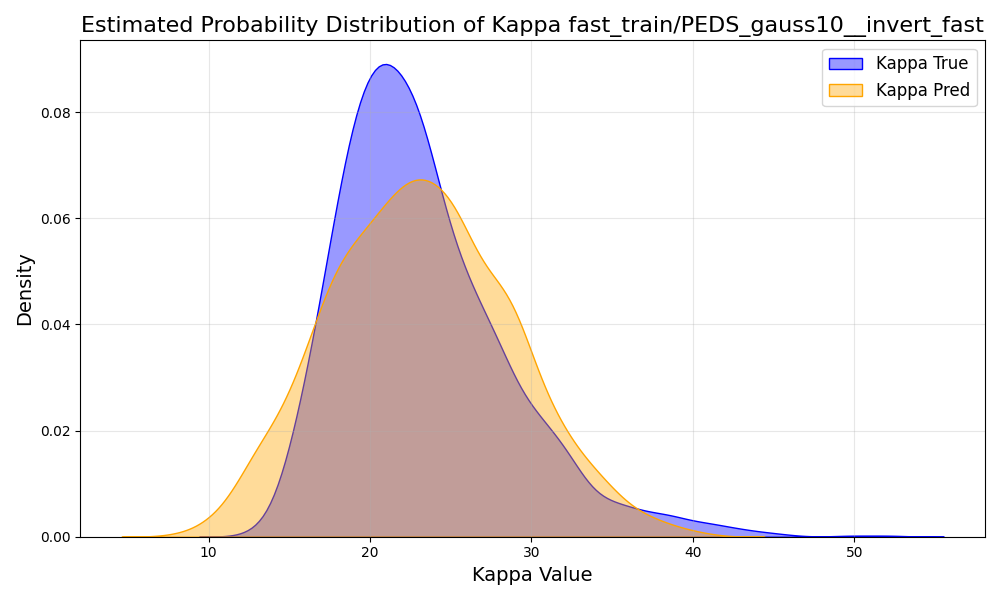 Estimated Probability Distribution of Kappa fast_train/PEDS_gauss10__invert_fast
Kappa True
Kappa Pred
Density
0.08
0.06
0.04
0.02
0.00
10 20 30 40 50
Kappa Value